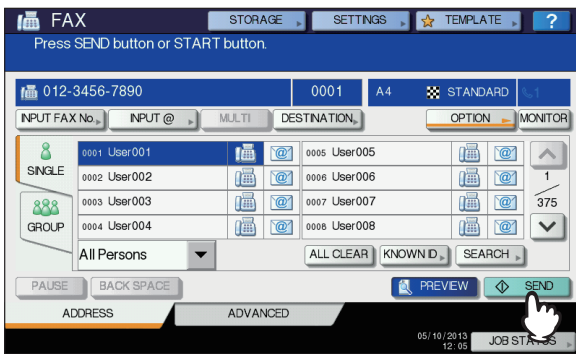 FAX STORAGE SETTINGS TEMPLATE ?
Press SEND button or START button.
012-3456-7890 0001 A4 STANDARD 1
INPUT FAX No. INPUT @ MULTI DESTINATION OPTION MONITOR
SINGLE
GROUP
0001 User001 0005 User005
0002 User002 0006 User006
0003 User003 0007 User007
0004 User004 0008 User008
1
375
All Persons ALL CLEAR KNOWN ID SEARCH
PAUSE BACK SPACE PREVIEW SEND
ADDRESS ADVANCED
05/10/2013
12:05
JOB STATUS